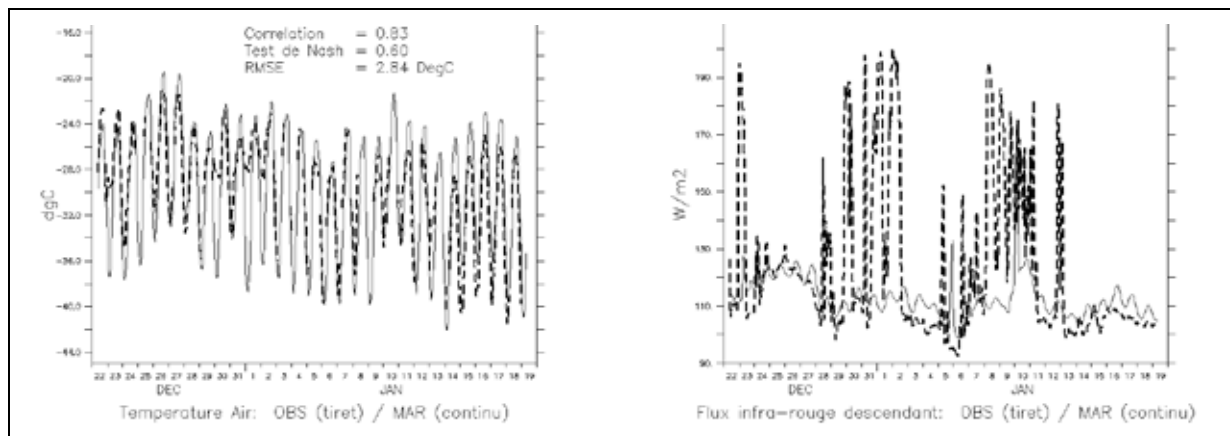 Correlation = 0.83
Test de Nash = 0.60
RMSE = 2.84 DegC
-16.0
-20.0
-24.0
-28.0
-32.0
-36.0
-40.0
-44.0
dgC
22 23 24 25 26 27 28 29 30 31 1 2 3 4 5 6 7 8 9 10 11 12 13 14 15 16 17 18 19
DEC JAN
Temperature Air: OBS (tiret) / MAR (continu)
190.
170.
150.
130.
110.
90.
W/m2
22 23 24 25 26 27 28 29 30 31 1 2 3 4 5 6 7 8 9 10 11 12 13 14 15 16 17 18 19
DEC JAN
Flux infra-rouge descendant: OBS (tiret) / MAR (continu)